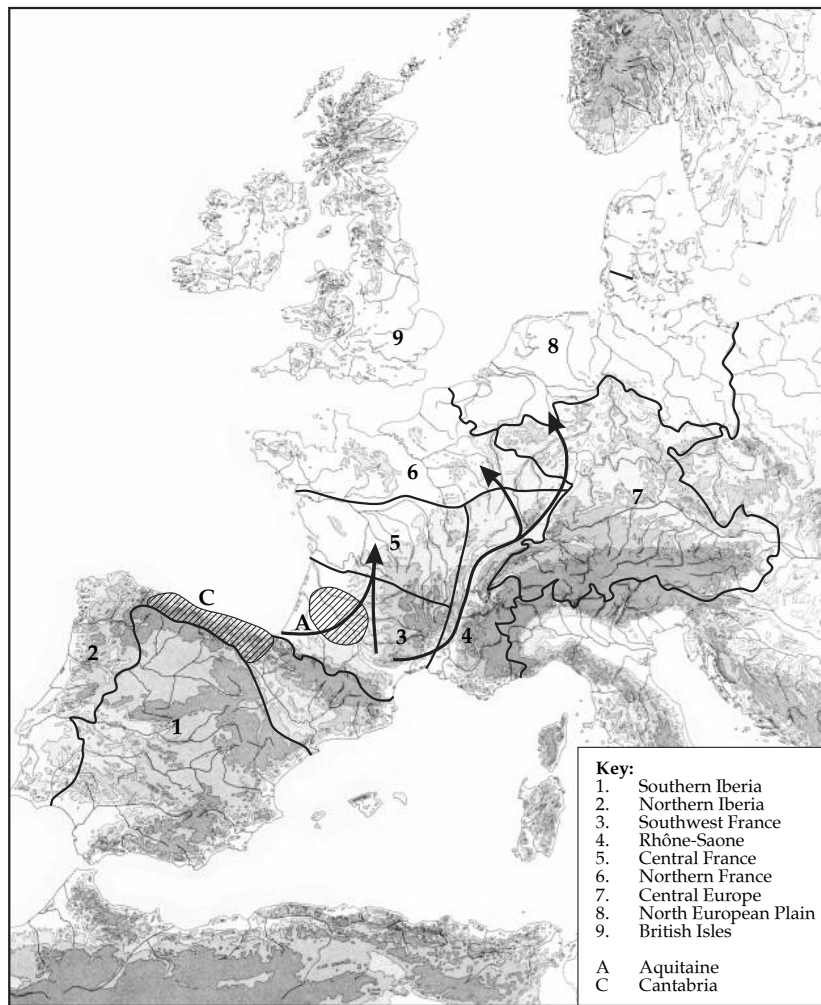 9
8
6
7
5
C
A
2
3
4
1
Key:
1. Southern Iberia
2. Northern Iberia
3. Southwest France
4. Rhône-Saone
5. Central France
6. Northern France
7. Central Europe
8. North European Plain
9. British Isles
A Aquitaine
C Cantabria